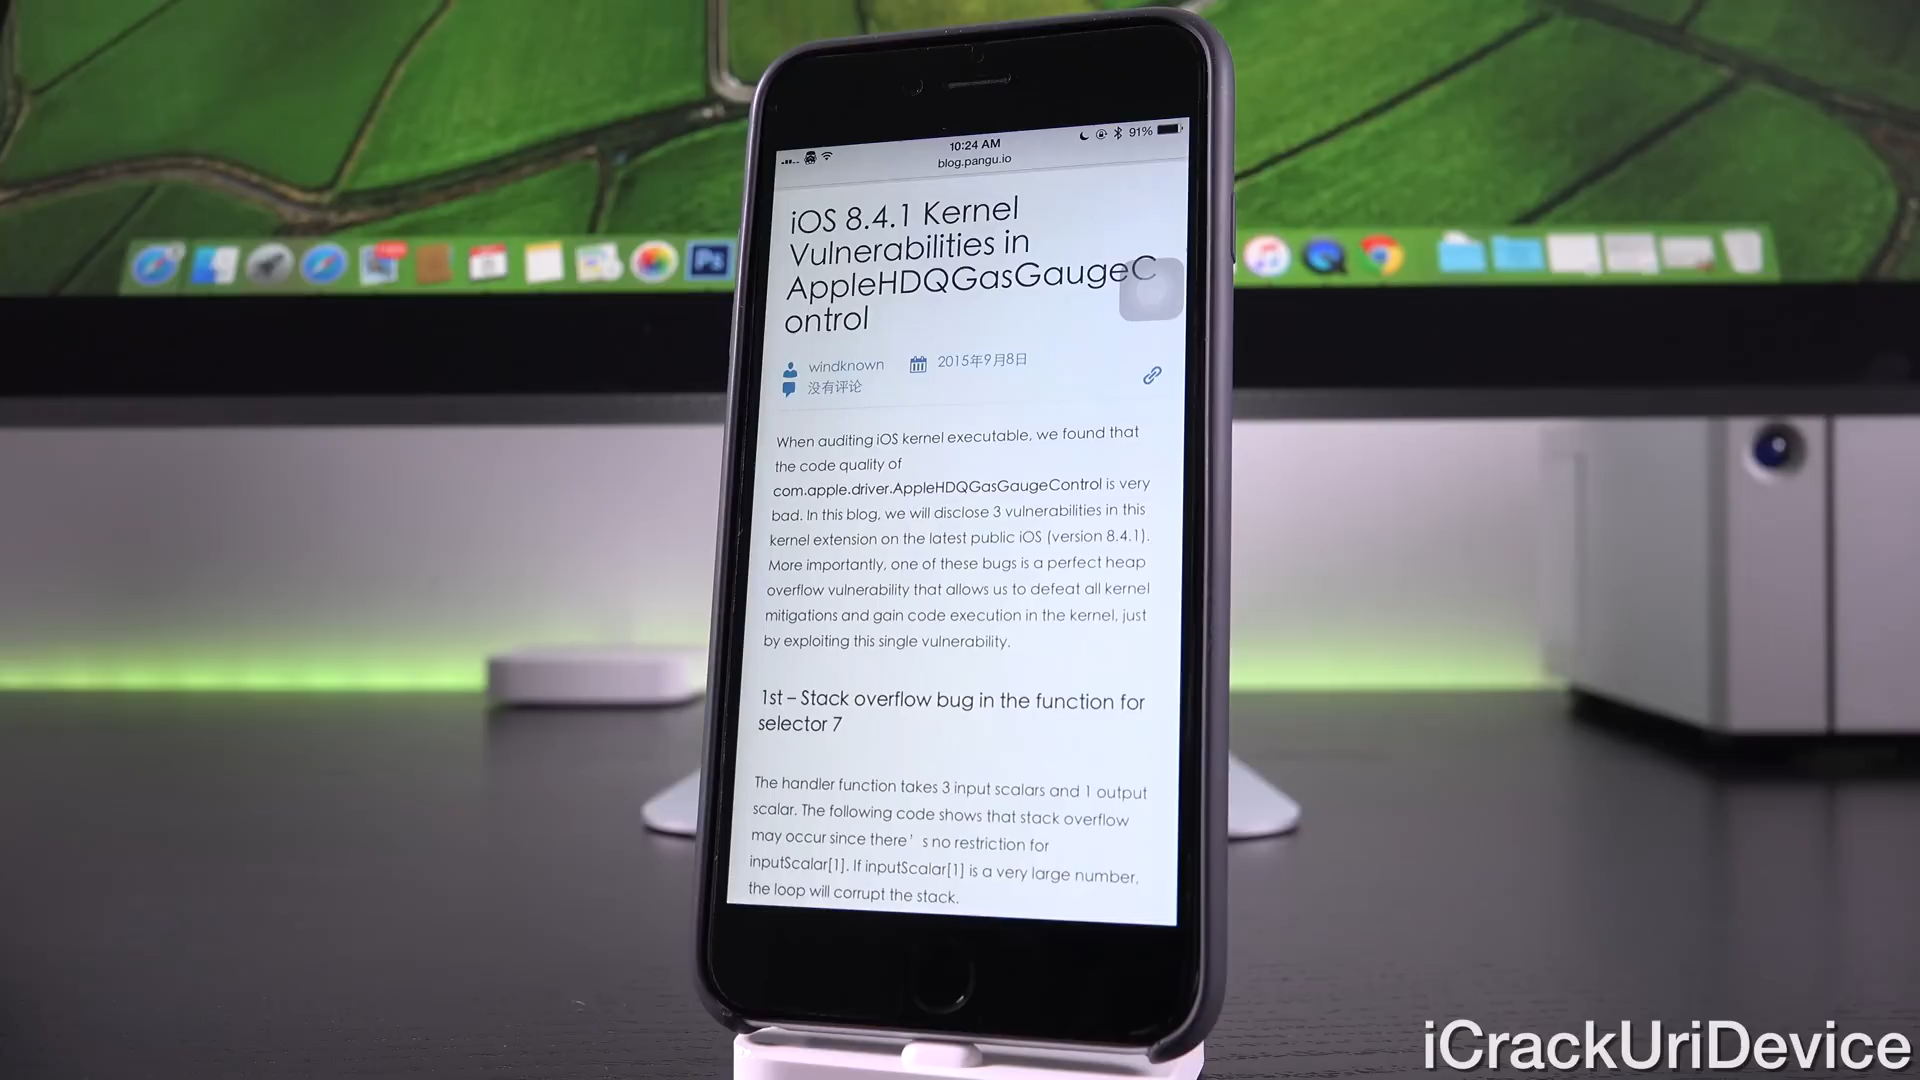 10:24 AM
91%
blog.pangu.io
iOS 8.4.1 Kernel
Vulnerabilities in
AppleHDQGasGaugeC
ontrol
windknown 2015年9月8日
没有评论
When auditing iOS kernel executable, we found that
the code quality of
com.apple.driver.AppleHDQGasGaugeControl is very
bad. In this blog, we will disclose 3 vulnerabilities in this
kernel extension on the latest public iOS (version 8.4.1).
More importantly, one of these bugs is a perfect heap
overflow vulnerability that allows us to defeat all kernel
mitigations and gain code execution in the kernel, just
by exploiting this single vulnerability.
1st – Stack overflow bug in the function for
selector 7
The handler function takes 3 input scalars and 1 output
scalar. The following code shows that stack overflow
may occur since there’s no restriction for
inputScalar[1]. If inputScalar[1] is a very large number,
the loop will corrupt the stack.
Ps
iCrackUriDevice